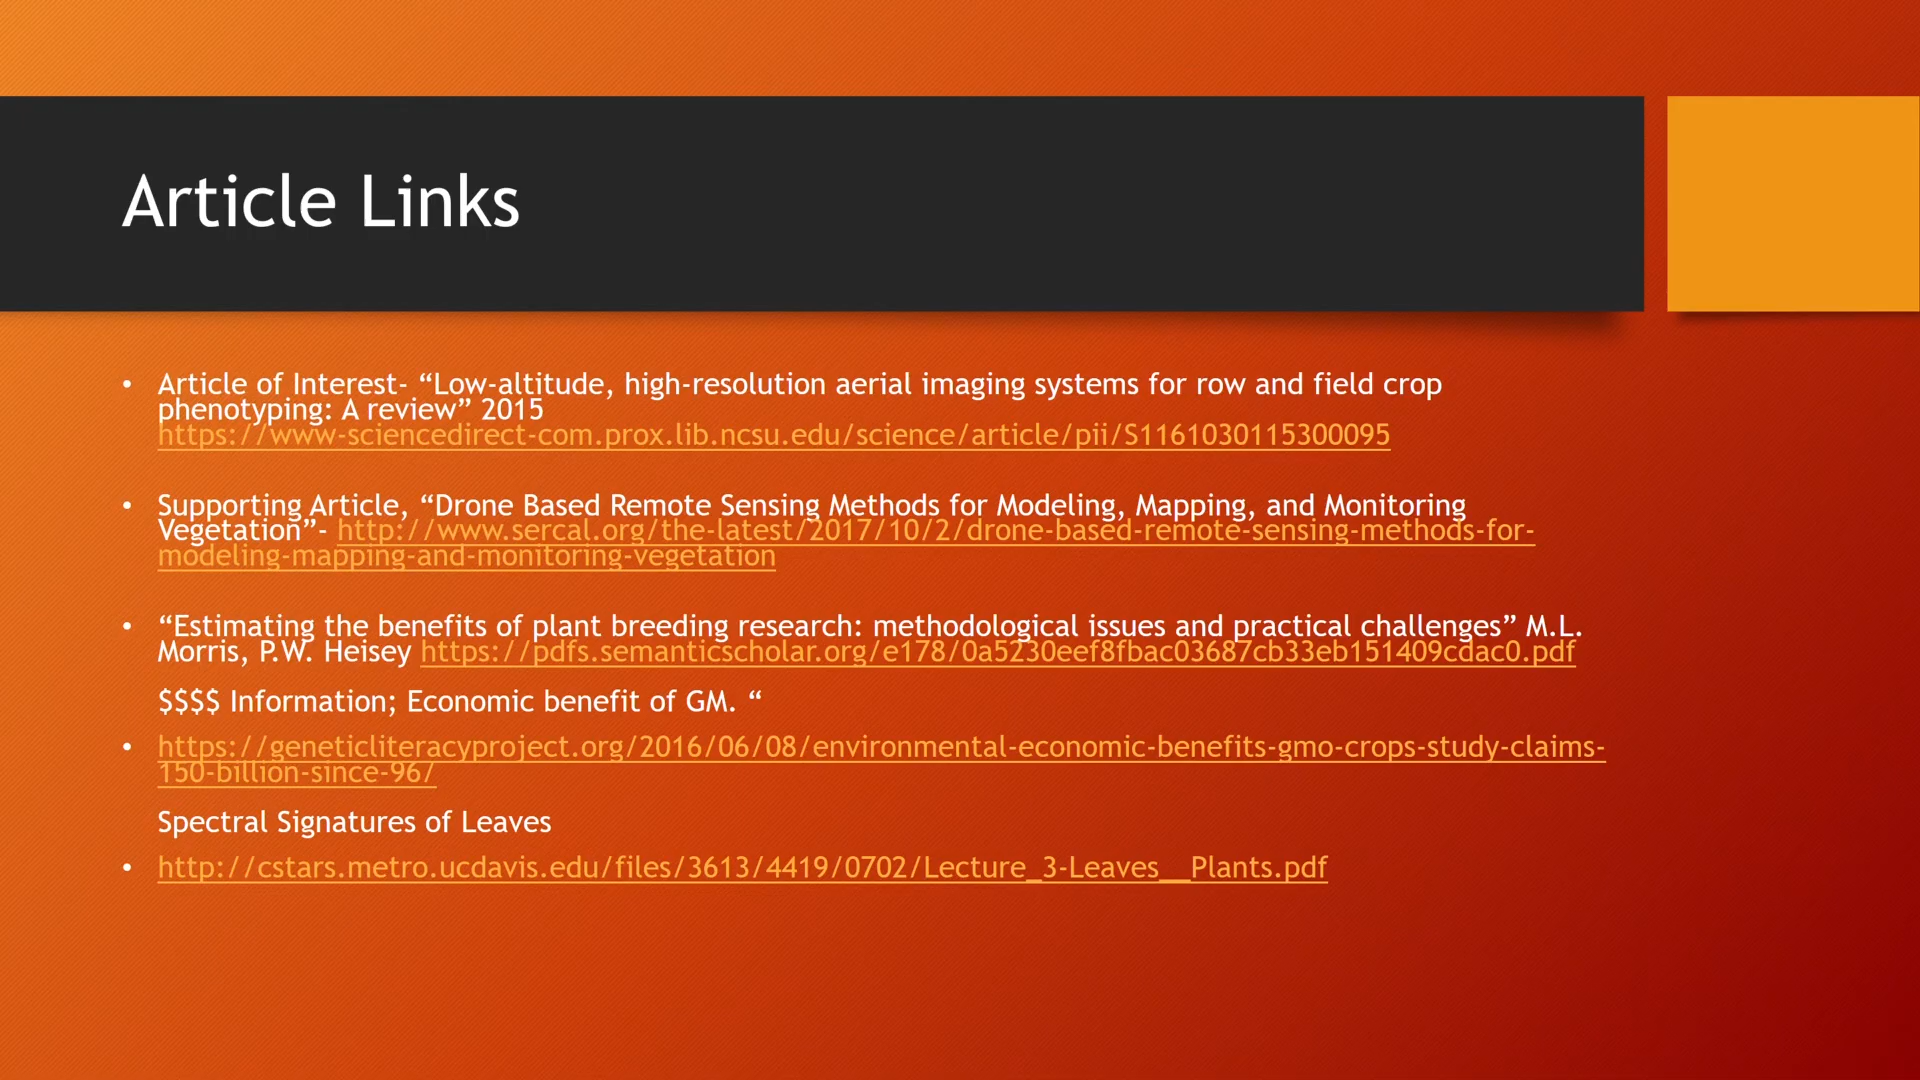 Article Links
• Article of Interest- “Low-altitude, high-resolution aerial imaging systems for row and field crop
phenotyping: A review” 2015
https://www-sciencedirect-com.prox.lib.ncsu.edu/science/article/pii/S1161030115300095
• Supporting Article, “Drone Based Remote Sensing Methods for Modeling, Mapping, and Monitoring
Vegetation”- http://www.sercal.org/the-latest/2017/10/2/drone-based-remote-sensing-methods-for-
modeling-mapping-and-monitoring-vegetation
• “Estimating the benefits of plant breeding research: methodological issues and practical challenges” M.L.
Morris, P.W. Heisey https://pdfs.semanticscholar.org/e178/0a5230eef8fbac03687cb33eb151409cdac0.pdf
$$$$ Information; Economic benefit of GM. “
• https://geneticliteracyproject.org/2016/06/08/environmental-economic-benefits-gmo-crops-study-claims-
150-billion-since-96/
Spectral Signatures of Leaves
• http://cstars.metro.ucdavis.edu/files/3613/4419/0702/Lecture_3-Leaves__Plants.pdf